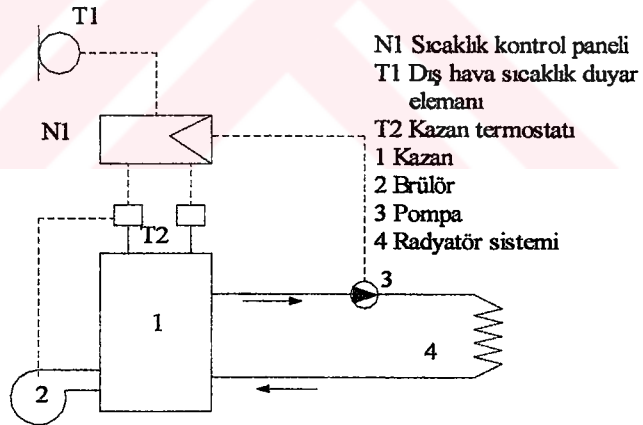 T1
N1 Sıcaklık kontrol paneli
T1 Dış hava sıcaklık duyar
elemanı
T2 Kazan termostatı
1 Kazan
2 Brülör
3 Pompa
4 Radyatör sistemi
N1
T2
3
1
4
2